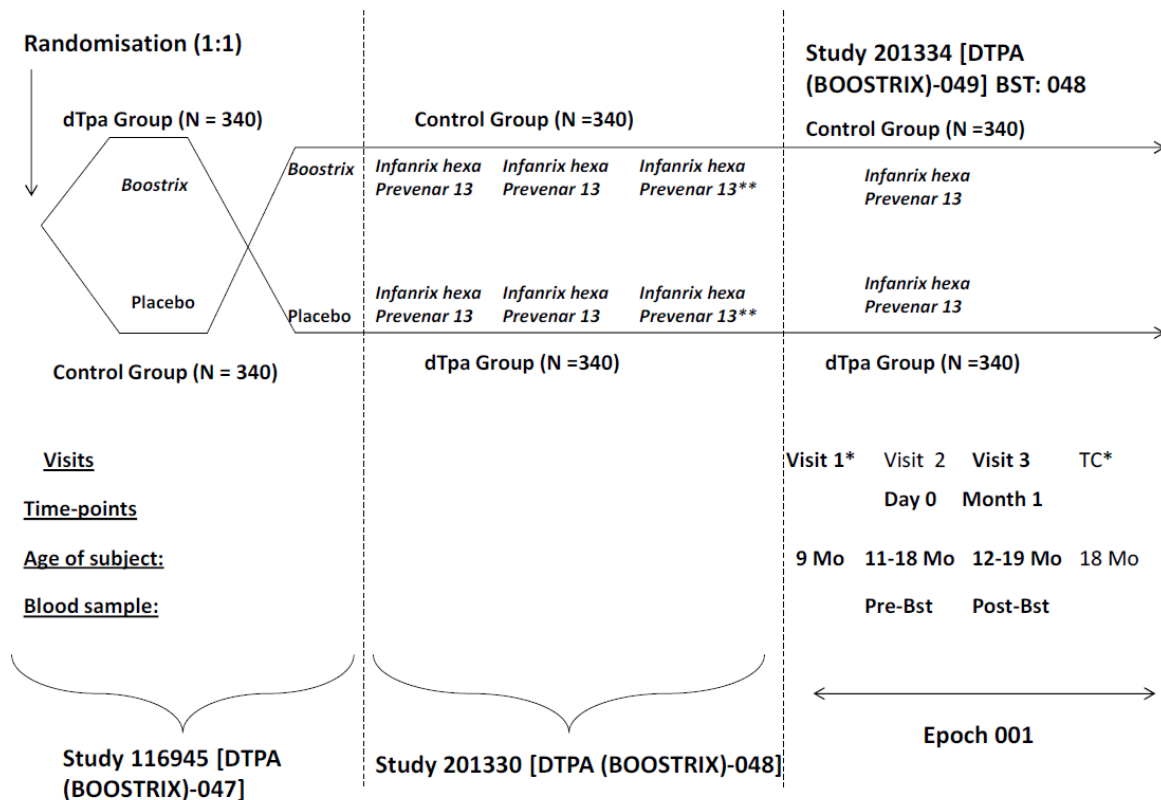 Randomisation (1:1)
dTpa Group (N = 340)
Boostrix
Placebo
Control Group (N = 340)
Boostrix
Placebo
Control Group (N =340)
Infanrix hexa Infanrix hexa Infanrix hexa
Prevenar 13 Prevenar 13 Prevenar 13**
Infanrix hexa Infanrix hexa Infanrix hexa
Prevenar 13 Prevenar 13 Prevenar 13**
dTpa Group (N =340)
Study 201334 [DTPA
(BOOSTRIX)-049] BST: 048
Control Group (N =340)
Infanrix hexa
Prevenar 13
Infanrix hexa
Prevenar 13
dTpa Group (N =340)
Visits Visit 1* Visit 2 Visit 3 TC*
Time-points Day 0 Month 1
Age of subject: 9 Mo 11-18 Mo 12-19 Mo 18 Mo
Blood sample: Pre-Bst Post-Bst
Study 116945 [DTPA
(BOOSTRIX)-047]
Study 201330 [DTPA (BOOSTRIX)-048]
Epoch 001